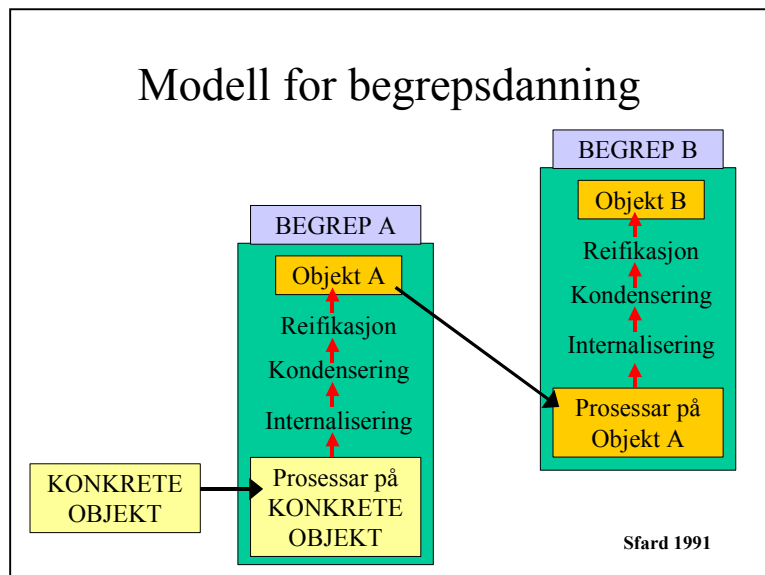 Modell for begrepsdanning
BEGREP B
Objekt B
Reifikasjon
Kondensering
Internalisering
Prosessar på
Objekt A
BEGREP A
Objekt A
Reifikasjon
Kondensering
Internalisering
Prosessar på
KONKRETE
OBJEKT
KONKRETE
OBJEKT
Sfard 1991